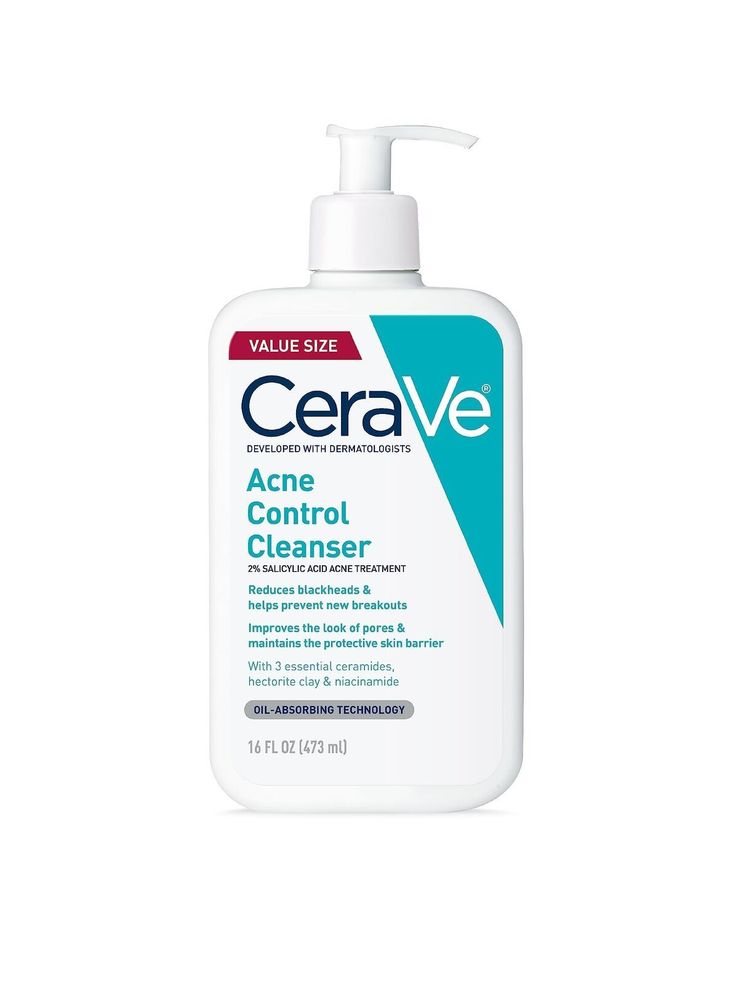 VALUE SIZE
CeraVe®
DEVELOPED WITH DERMATOLOGISTS
Acne
Control
Cleanser
2% SALICYLIC ACID ACNE TREATMENT
Reduces blackheads &
helps prevent new breakouts
Improves the look of pores &
maintains the protective skin barrier
With 3 essential ceramides,
hectorite clay & niacinamide
OIL-ABSORBING TECHNOLOGY
16 FL OZ (473 ml)